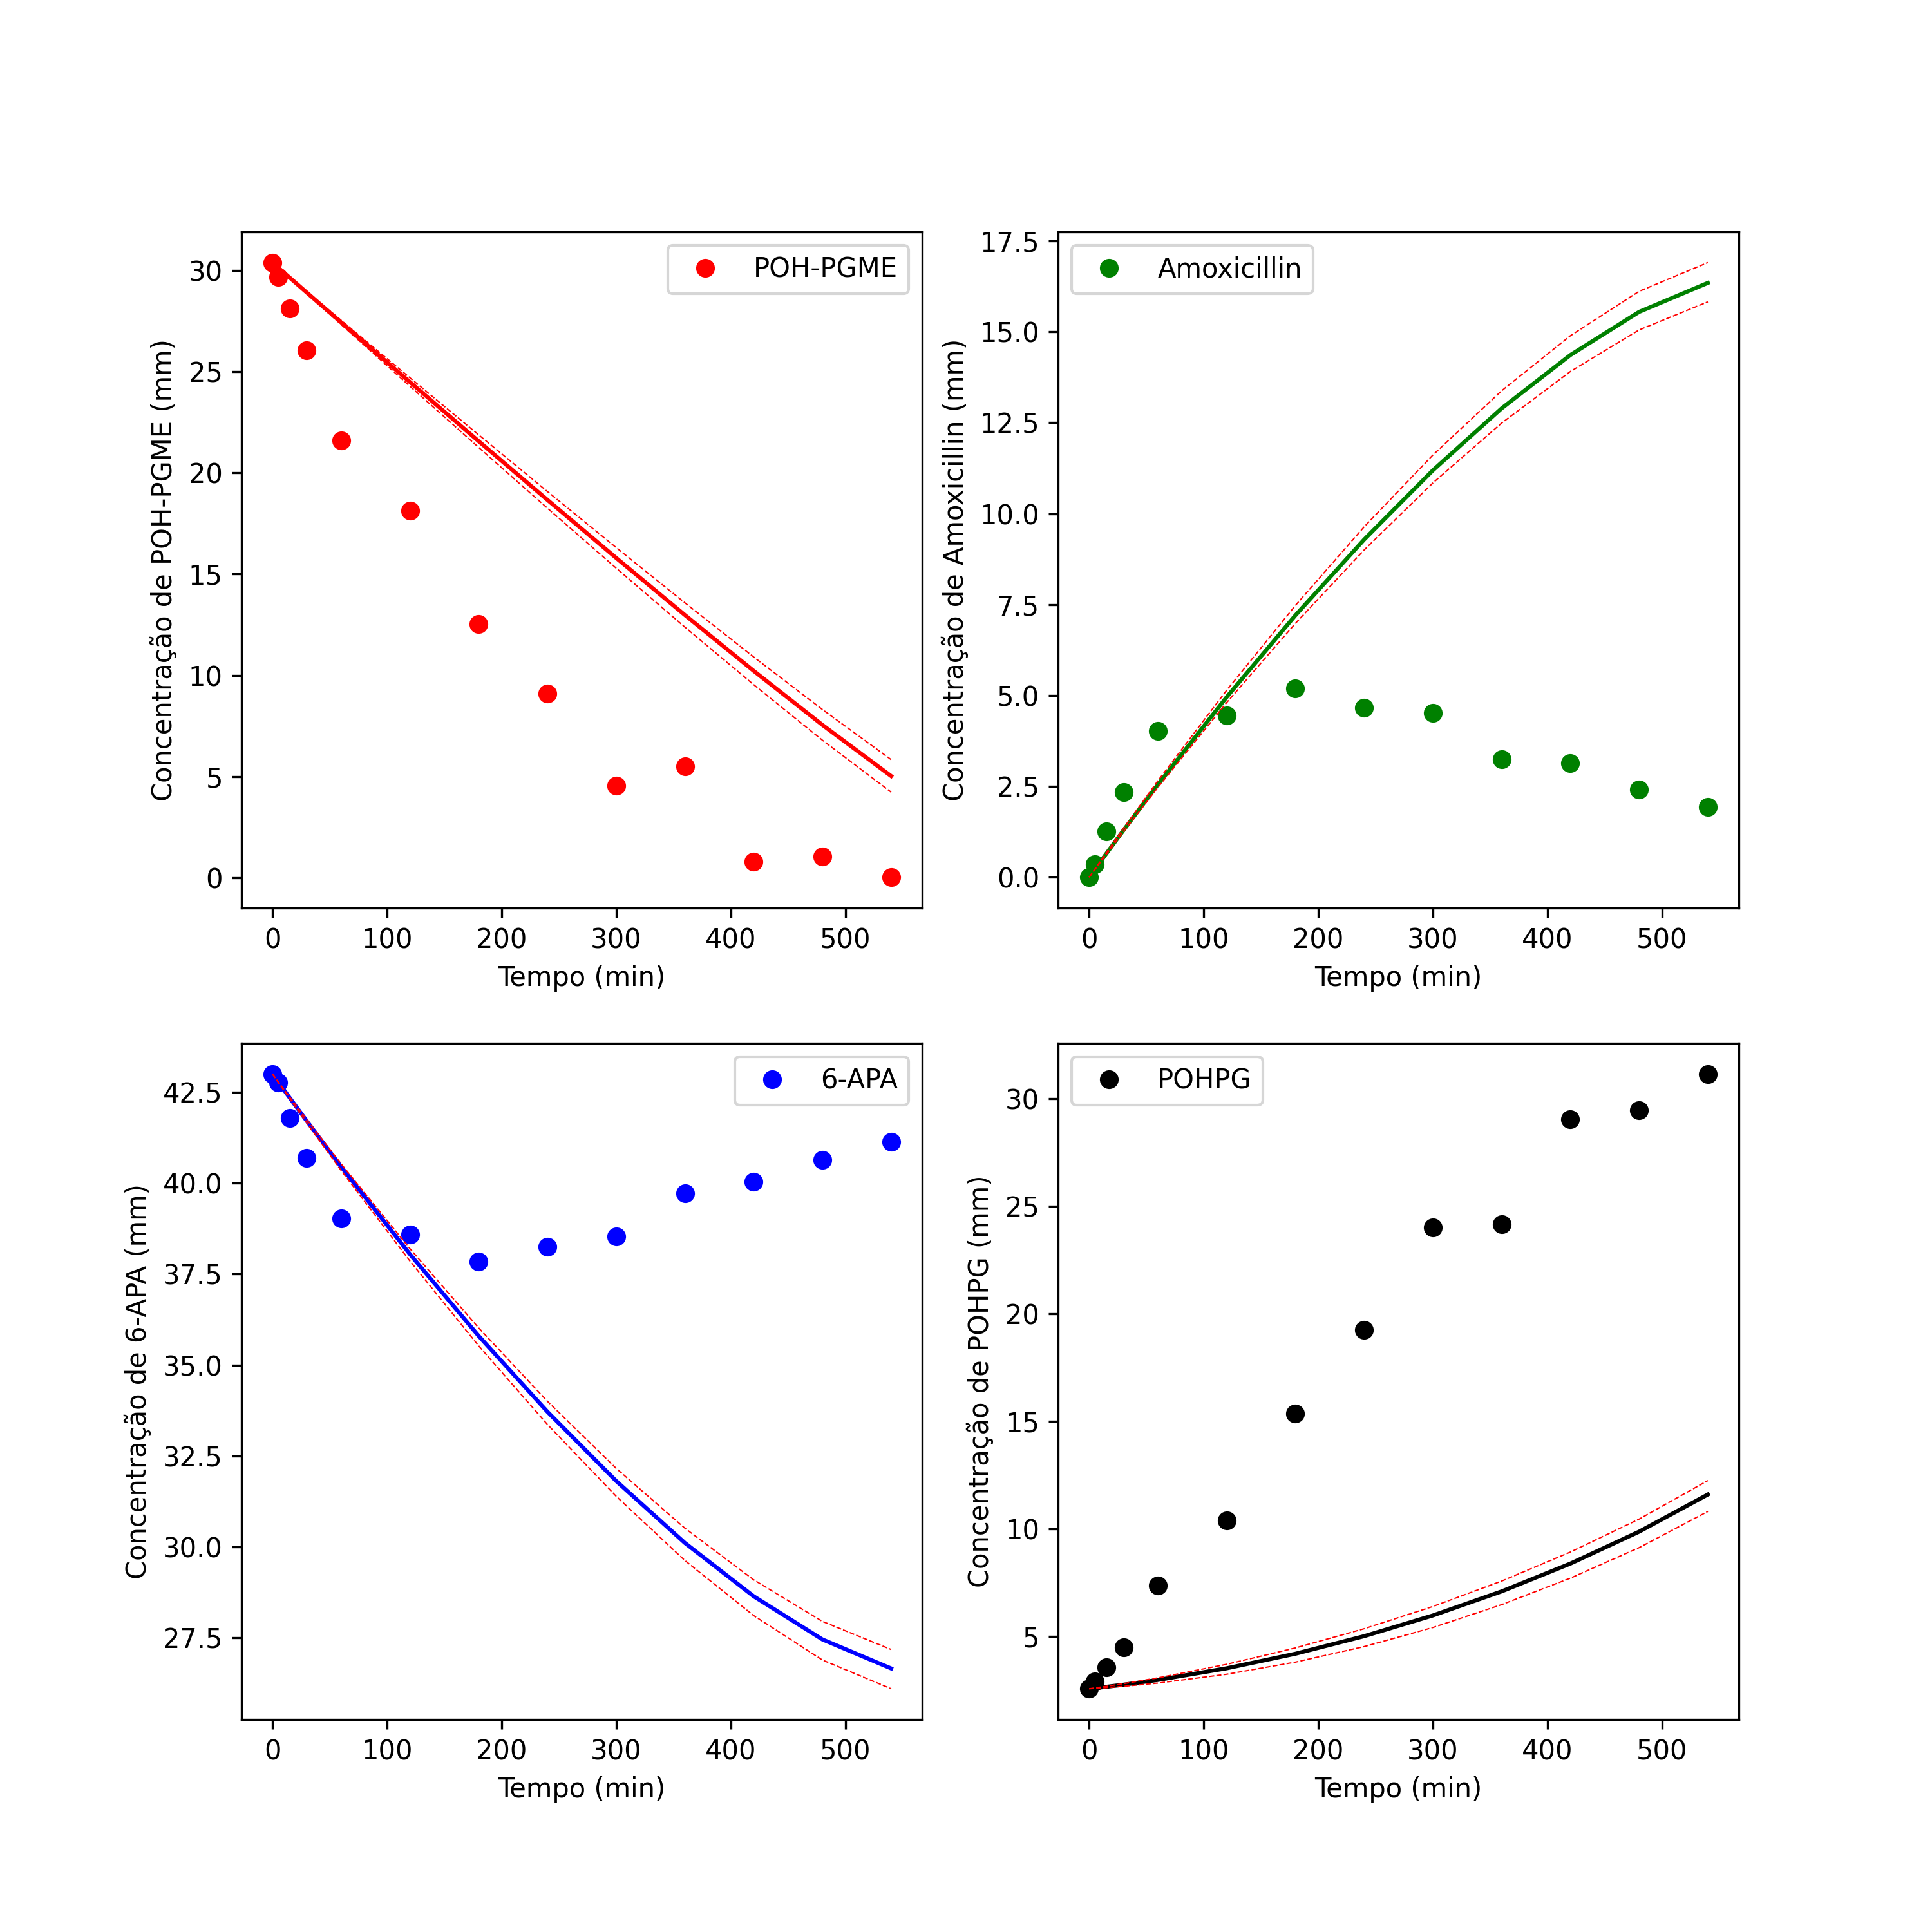 POH-PGME
Concentração de POH-PGME (mm)
30
25
20
15
10
5
0
0 100 200 300 400 500
Tempo (min)
Amoxicillin
Concentração de Amoxicillin (mm)
17.5
15.0
12.5
10.0
7.5
5.0
2.5
0.0
0 100 200 300 400 500
Tempo (min)
6-APA
Concentração de 6-APA (mm)
42.5
40.0
37.5
35.0
32.5
30.0
27.5
0 100 200 300 400 500
Tempo (min)
POHPG
Concentração de POHPG (mm)
30
25
20
15
10
5
0 100 200 300 400 500
Tempo (min)